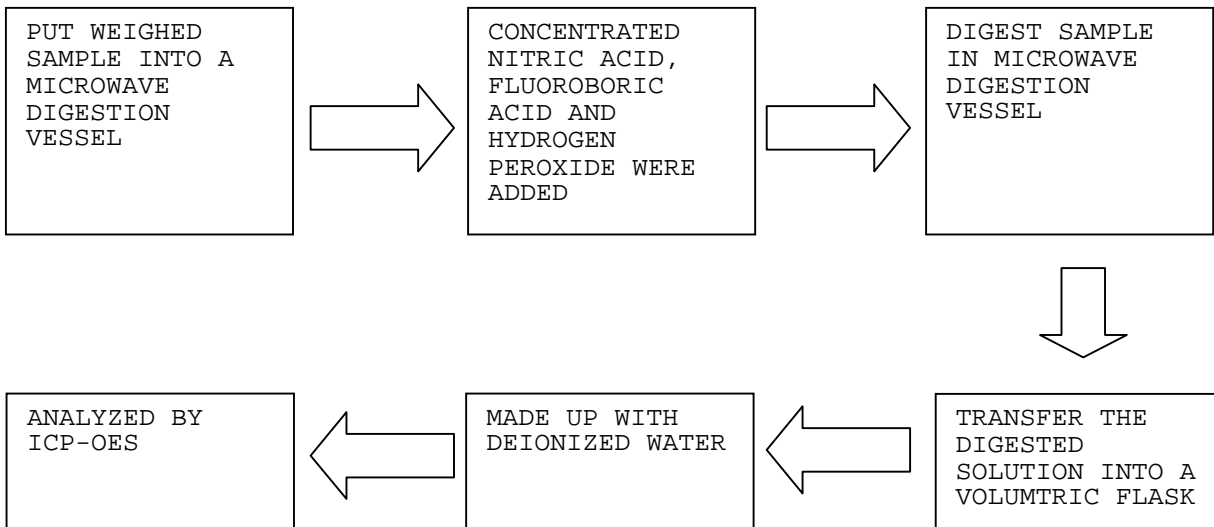 PUT WEIGHED
SAMPLE INTO A
MICROWAVE
DIGESTION
VESSEL
CONCENTRATED
NITRIC ACID,
FLUOROBORIC
ACID AND
HYDROGEN
PEROXIDE WERE
ADDED
DIGEST SAMPLE
IN MICROWAVE
DIGESTION
VESSEL
TRANSFER THE
DIGESTED
SOLUTION INTO A
VOLUMTRIC FLASK
MADE UP WITH
DEIONIZED WATER
ANALYZED BY
ICP-OES